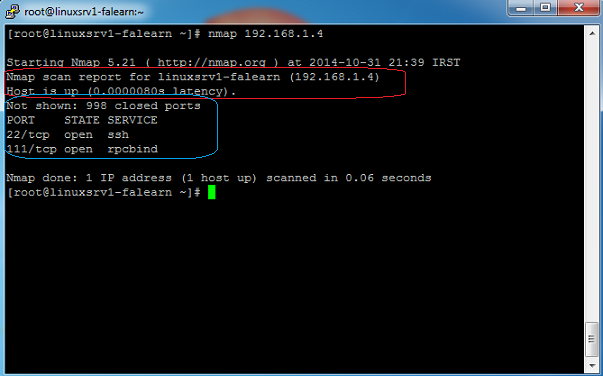 root@linuxsrv1-falearn:~
[root@linuxsrv1-falearn ~]# nmap 192.168.1.4
Starting Nmap 5.21 ( http://nmap.org ) at 2014-10-31 21:39 IRST
Nmap scan report for linuxsrv1-falearn (192.168.1.4)
Host is up (0.0000080s latency).
Not shown: 998 closed ports
PORT    STATE SERVICE
22/tcp  open  ssh
111/tcp open  rpcbind
Nmap done: 1 IP address (1 host up) scanned in 0.06 seconds
[root@linuxsrv1-falearn ~]#